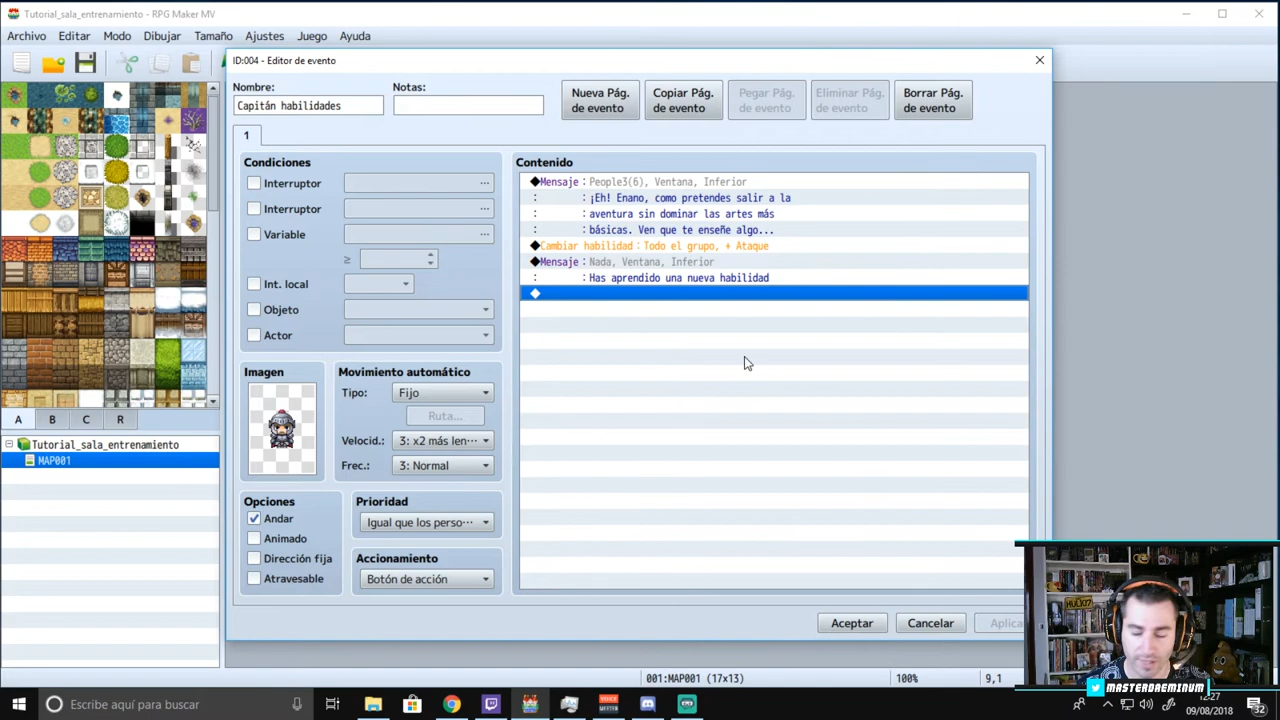 Tutorial_sala_entrenamiento - RPG Maker MV
Archivo Editar Modo Dibujar Tamaño Ajustes Juego Ayuda
ID:004 - Editor de evento
Nombre:
Notas:
Capitán habilidades
Nueva Pág. de evento
Copiar Pág. de evento
Pegar Pág. de evento
Eliminar Pág. de evento
Borrar Pág. de evento
1
Condiciones
Interruptor
Interruptor
Variable
≥
Int. local
Objeto
Actor
Imagen
Movimiento automático
Tipo: Fijo
Ruta...
Velocid.: 3: x2 más len···
Frec.: 3: Normal
Opciones
Andar
Animado
Dirección fija
Atravesable
Prioridad
Igual que los perso···
Accionamiento
Botón de acción
Contenido
◆Mensaje：People3(6), Ventana, Inferior
：¡Eh! Enano, como pretendes salir a la
：aventura sin dominar las artes más
：básicas. Ven que te enseñe algo...
◆Cambiar habilidad：Todo el grupo, + Ataque
◆Mensaje：Nada, Ventana, Inferior
：Has aprendido una nueva habilidad
◆
Aceptar
Cancelar
Aplica
A B C R
Tutorial_sala_entrenamiento
MAP001
001:MAP001 (17x13)
100%
9,1
MASTERDAEMINUM
Escribe aquí para buscar
12:27
09/08/2018
32